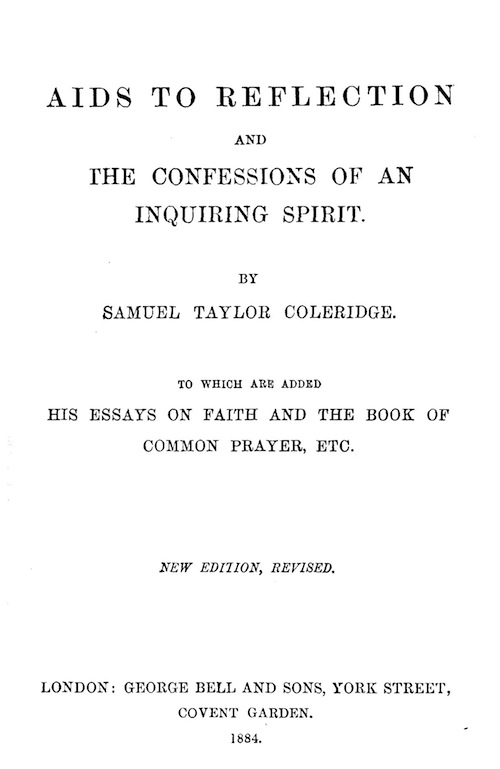 AIDS TO REFLECTION
AND
THE CONFESSIONS OF AN
INQUIRING SPIRIT.
BY
SAMUEL TAYLOR COLERIDGE.
TO WHICH ARE ADDED
HIS ESSAYS ON FAITH AND THE BOOK OF
COMMON PRAYER, ETC.
NEW EDITION, REVISED.
LONDON: GEORGE BELL AND SONS, YORK STREET,
COVENT GARDEN.
1884.